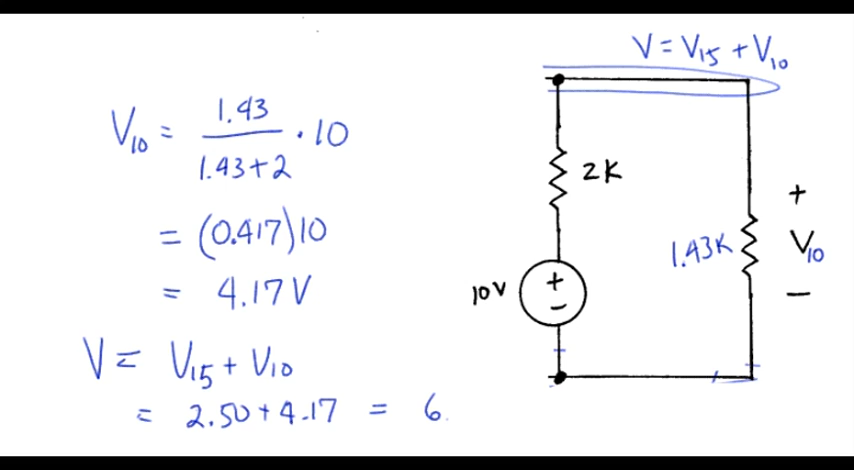 V = V15 + V10
V10 = 1.43 / 1.43+2 · 10
= (0.417)10
= 4.17 V
V = V15 + V10
= 2.50 + 4.17 = 6.
2K
10V
+
-
1.43K
+
V10
-